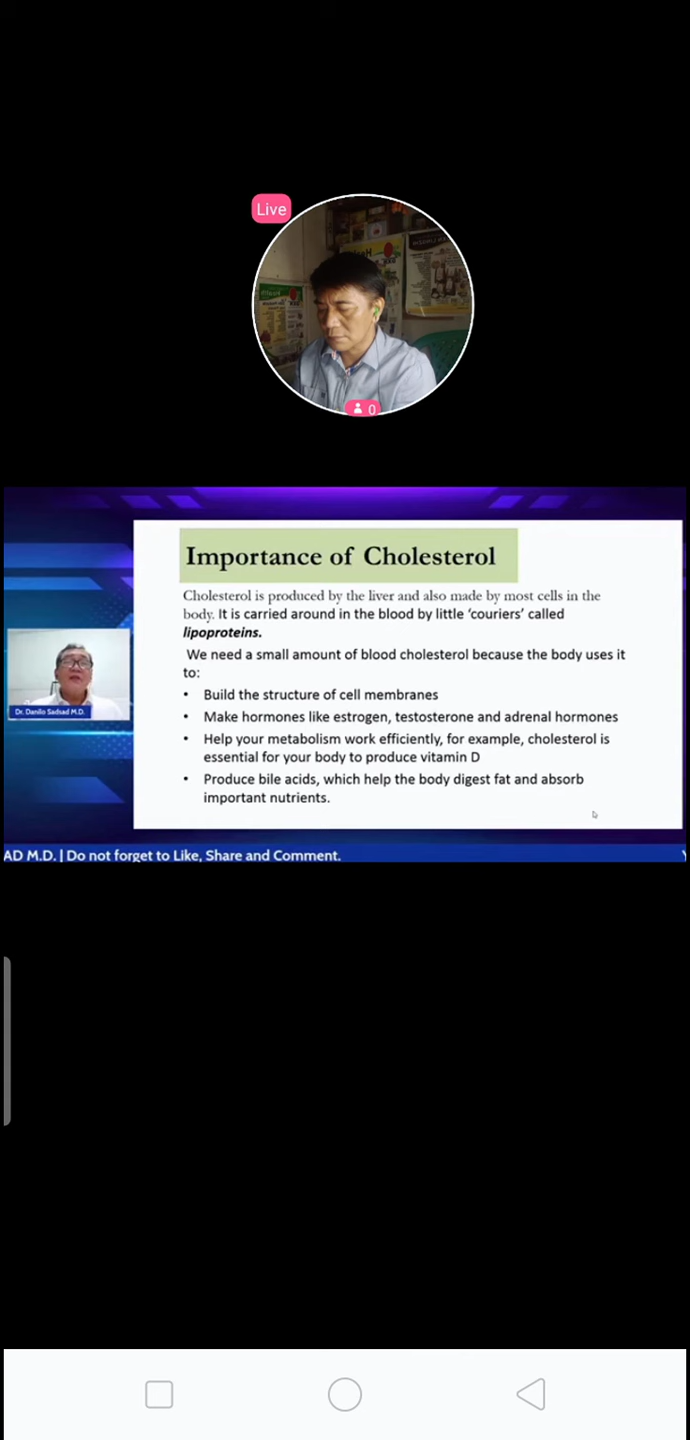 Live
0
Importance of Cholesterol
Cholesterol is produced by the liver and also made by most cells in the
body. It is carried around in the blood by little ‘couriers’ called
lipoproteins.
We need a small amount of blood cholesterol because the body uses it
to:
• Build the structure of cell membranes
• Make hormones like estrogen, testosterone and adrenal hormones
• Help your metabolism work efficiently, for example, cholesterol is
essential for your body to produce vitamin D
• Produce bile acids, which help the body digest fat and absorb
important nutrients.
Dr. Danilo Sadsad M.D.
AD M.D. | Do not forget to Like, Share and Comment.